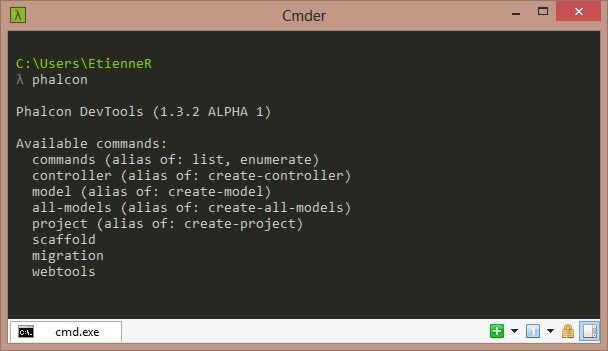 Cmder
C:\Users\EtienneR
λ phalcon
Phalcon DevTools (1.3.2 ALPHA 1)
Available commands:
commands (alias of: list, enumerate)
controller (alias of: create-controller)
model (alias of: create-model)
all-models (alias of: create-all-models)
project (alias of: create-project)
scaffold
migration
webtools
cmd.exe